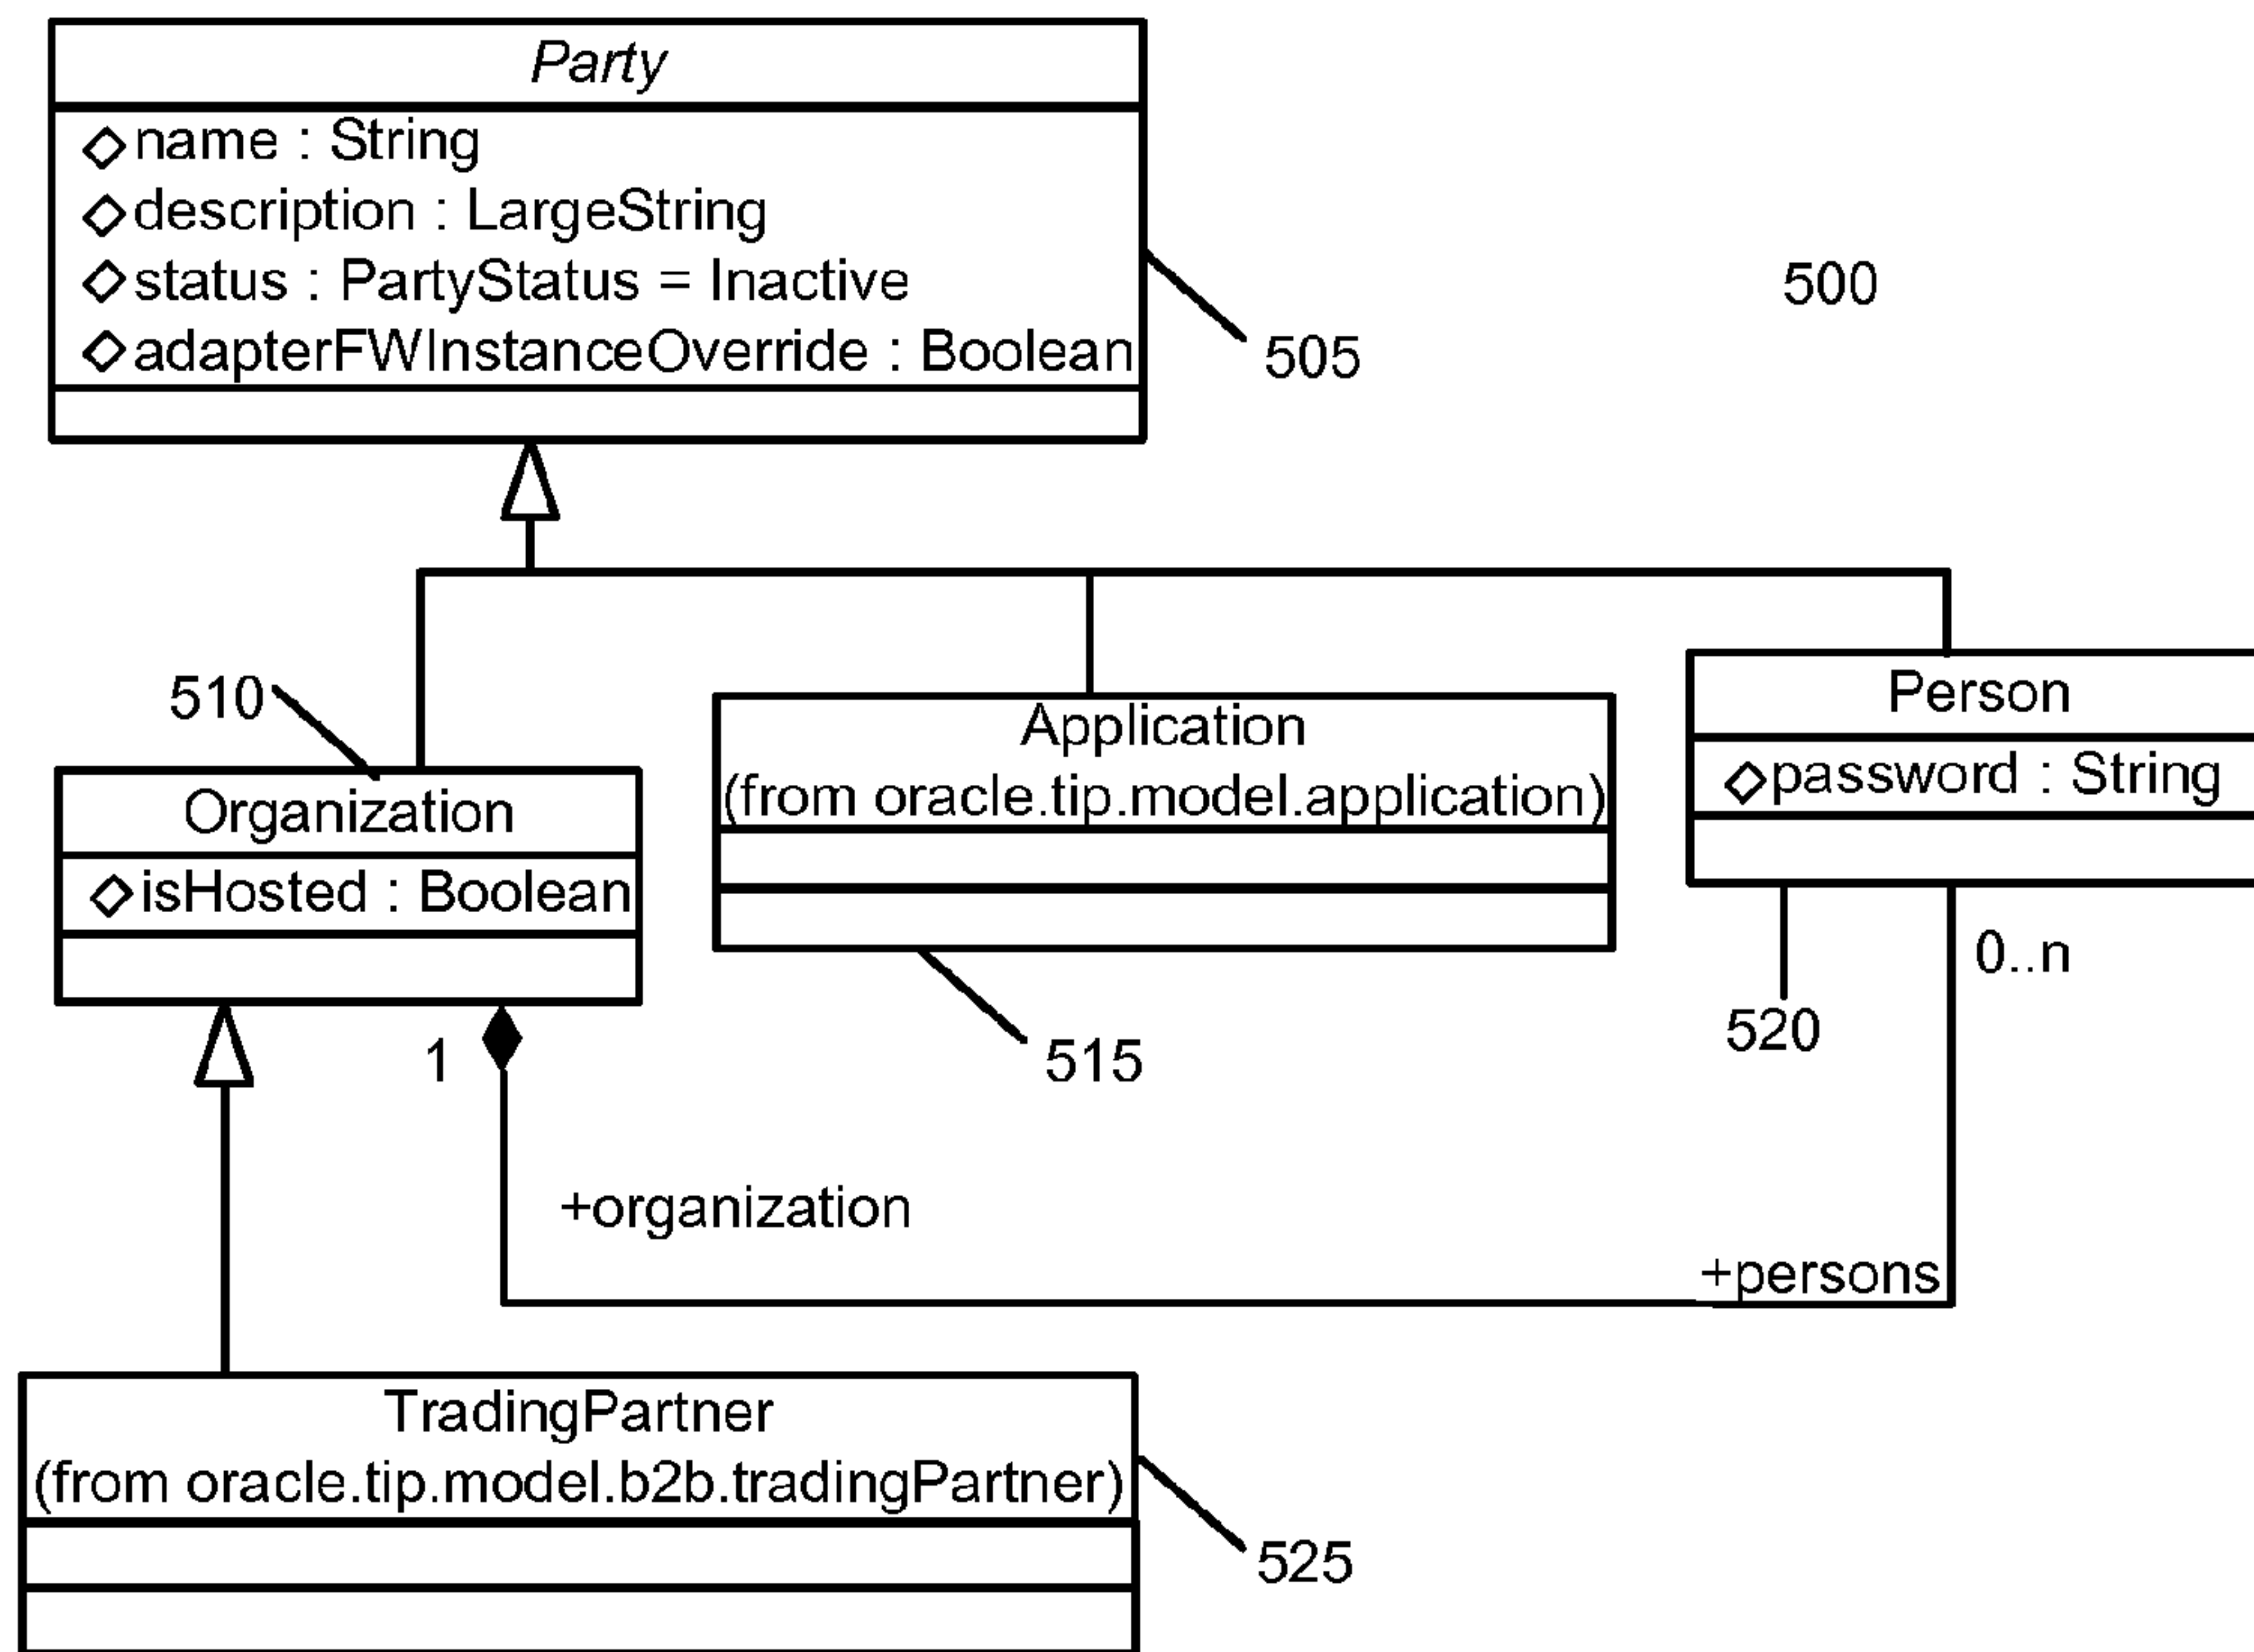 Party
name : String
description : LargeString
status : PartyStatus = Inactive
adapterFWInstanceOverride : Boolean
500
505
510
Organization
isHosted : Boolean
Application
(from oracle.tip.model.application)
Person
password : String
0..n
520
515
1
+organization
+persons
TradingPartner
(from oracle.tip.model.b2b.tradingPartner)
525